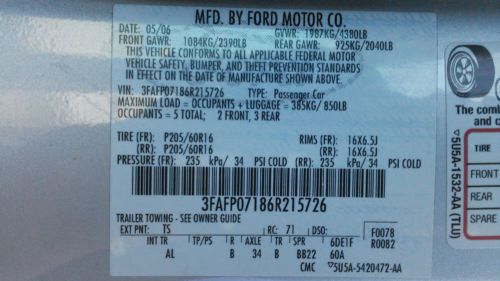 MFD. BY FORD MOTOR CO.
DATE: 05/06 GVWR: 1987KG/4380LB
FRONT GAWR: 1084KG/2390LB REAR GAWR: 925KG/2040LB
THIS VEHICLE CONFORMS TO ALL APPLICABLE FEDERAL MOTOR
VEHICLE SAFETY, BUMPER, AND THEFT PREVENTION STANDARDS
IN EFFECT ON THE DATE OF MANUFACTURE SHOWN ABOVE.
VIN: 3FAFP07186R215726 TYPE: Passenger Car
MAXIMUM LOAD = OCCUPANTS + LUGGAGE = 385KG/ 850LB
OCCUPANTS = 5 TOTAL; 2 FRONT, 3 REAR
TIRE (FR): P205/60R16 RIMS (FR): 16X6.5J
(RR): P205/60R16 (RR): 16X6.5J
PRESSURE (FR): 235 kPa/ 34 PSI COLD (RR): 235 kPa/ 34 PSI COLD
3FAFP07186R215726
TRAILER TOWING - SEE OWNER GUIDE
EXT PNT: TS RC: 71 DSO: F0078
INT TR TP/PS R AXLE TR SPR 6DE1F R0082
AL B 34 B BB22 60A
CMC ▽5U5A-5420472-AA
The comb
and c
▽5U5A-1532-AA (TLU)
TIRE
FRONT
REAR
SPARE